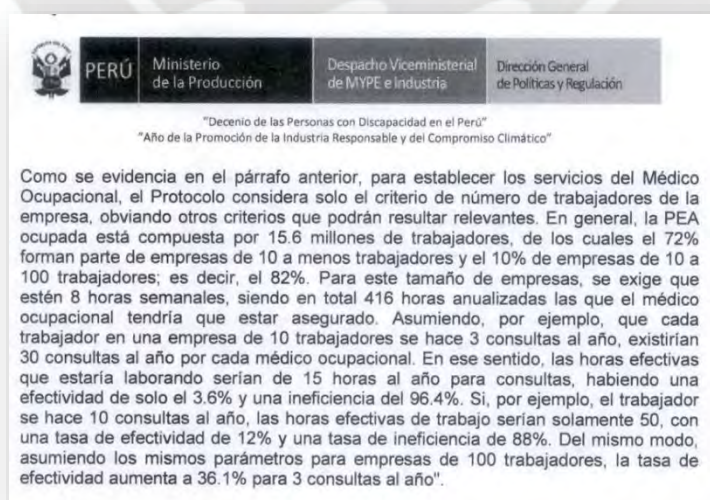 PERÚ
Ministerio
de la Producción
Despacho Viceministerial
de MYPE e Industria
Dirección General
de Políticas y Regulación
"Decenio de las Personas con Discapacidad en el Perú"
"Año de la Promoción de la Industria Responsable y del Compromiso Climático"
Como se evidencia en el párrafo anterior, para establecer los servicios del Médico
Ocupacional, el Protocolo considera solo el criterio de número de trabajadores de la
empresa, obviando otros criterios que podrán resultar relevantes. En general, la PEA
ocupada está compuesta por 15.6 millones de trabajadores, de los cuales el 72%
forman parte de empresas de 10 a menos trabajadores y el 10% de empresas de 10 a
100 trabajadores; es decir, el 82%. Para este tamaño de empresas, se exige que
estén 8 horas semanales, siendo en total 416 horas anualizadas las que el médico
ocupacional tendría que estar asegurado. Asumiendo, por ejemplo, que cada
trabajador en una empresa de 10 trabajadores se hace 3 consultas al año, existirían
30 consultas al año por cada médico ocupacional. En ese sentido, las horas efectivas
que estaría laborando serían de 15 horas al año para consultas, habiendo una
efectividad de solo el 3.6% y una ineficiencia del 96.4%. Si, por ejemplo, el trabajador
se hace 10 consultas al año, las horas efectivas de trabajo serían solamente 50, con
una tasa de efectividad de 12% y una tasa de ineficiencia de 88%. Del mismo modo,
asumiendo los mismos parámetros para empresas de 100 trabajadores, la tasa de
efectividad aumenta a 36.1% para 3 consultas al año".